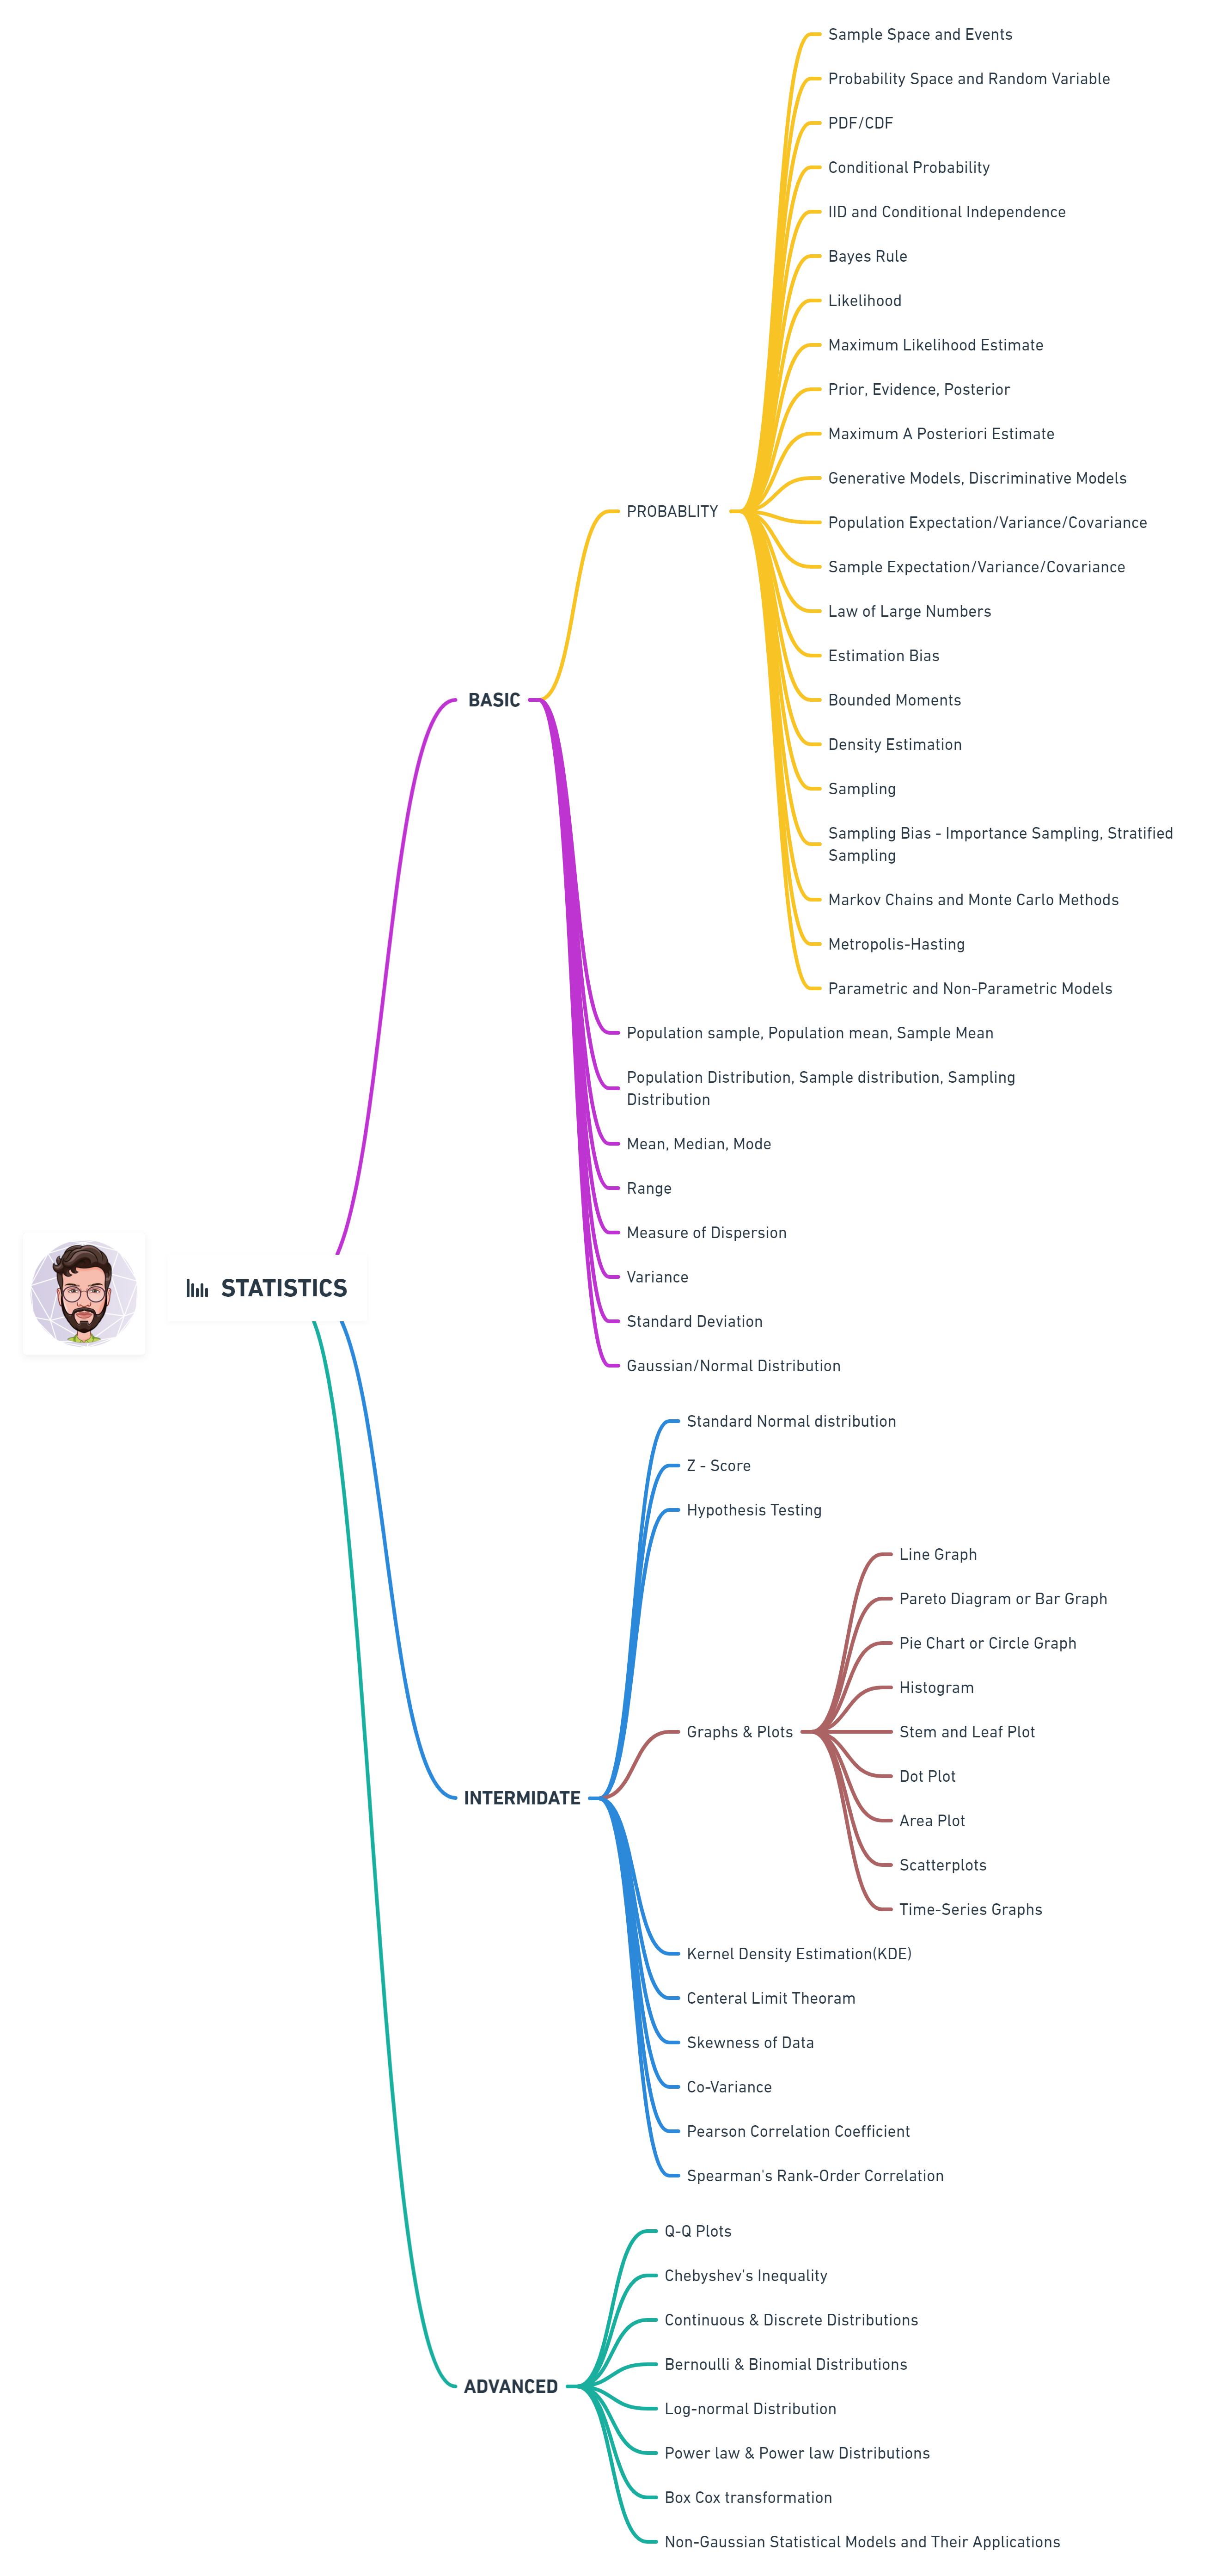 STATISTICS
BASIC
PROBABLITY
Sample Space and Events
Probability Space and Random Variable
PDF/CDF
Conditional Probability
IID and Conditional Independence
Bayes Rule
Likelihood
Maximum Likelihood Estimate
Prior, Evidence, Posterior
Maximum A Posteriori Estimate
Generative Models, Discriminative Models
Population Expectation/Variance/Covariance
Sample Expectation/Variance/Covariance
Law of Large Numbers
Estimation Bias
Bounded Moments
Density Estimation
Sampling
Sampling Bias - Importance Sampling, Stratified
Sampling
Markov Chains and Monte Carlo Methods
Metropolis-Hasting
Parametric and Non-Parametric Models
Population sample, Population mean, Sample Mean
Population Distribution, Sample distribution, Sampling
Distribution
Mean, Median, Mode
Range
Measure of Dispersion
Variance
Standard Deviation
Gaussian/Normal Distribution
INTERMIDATE
Standard Normal distribution
Z - Score
Hypothesis Testing
Graphs & Plots
Line Graph
Pareto Diagram or Bar Graph
Pie Chart or Circle Graph
Histogram
Stem and Leaf Plot
Dot Plot
Area Plot
Scatterplots
Time-Series Graphs
Kernel Density Estimation(KDE)
Centeral Limit Theoram
Skewness of Data
Co-Variance
Pearson Correlation Coefficient
Spearman's Rank-Order Correlation
ADVANCED
Q-Q Plots
Chebyshev's Inequality
Continuous & Discrete Distributions
Bernoulli & Binomial Distributions
Log-normal Distribution
Power law & Power law Distributions
Box Cox transformation
Non-Gaussian Statistical Models and Their Applications